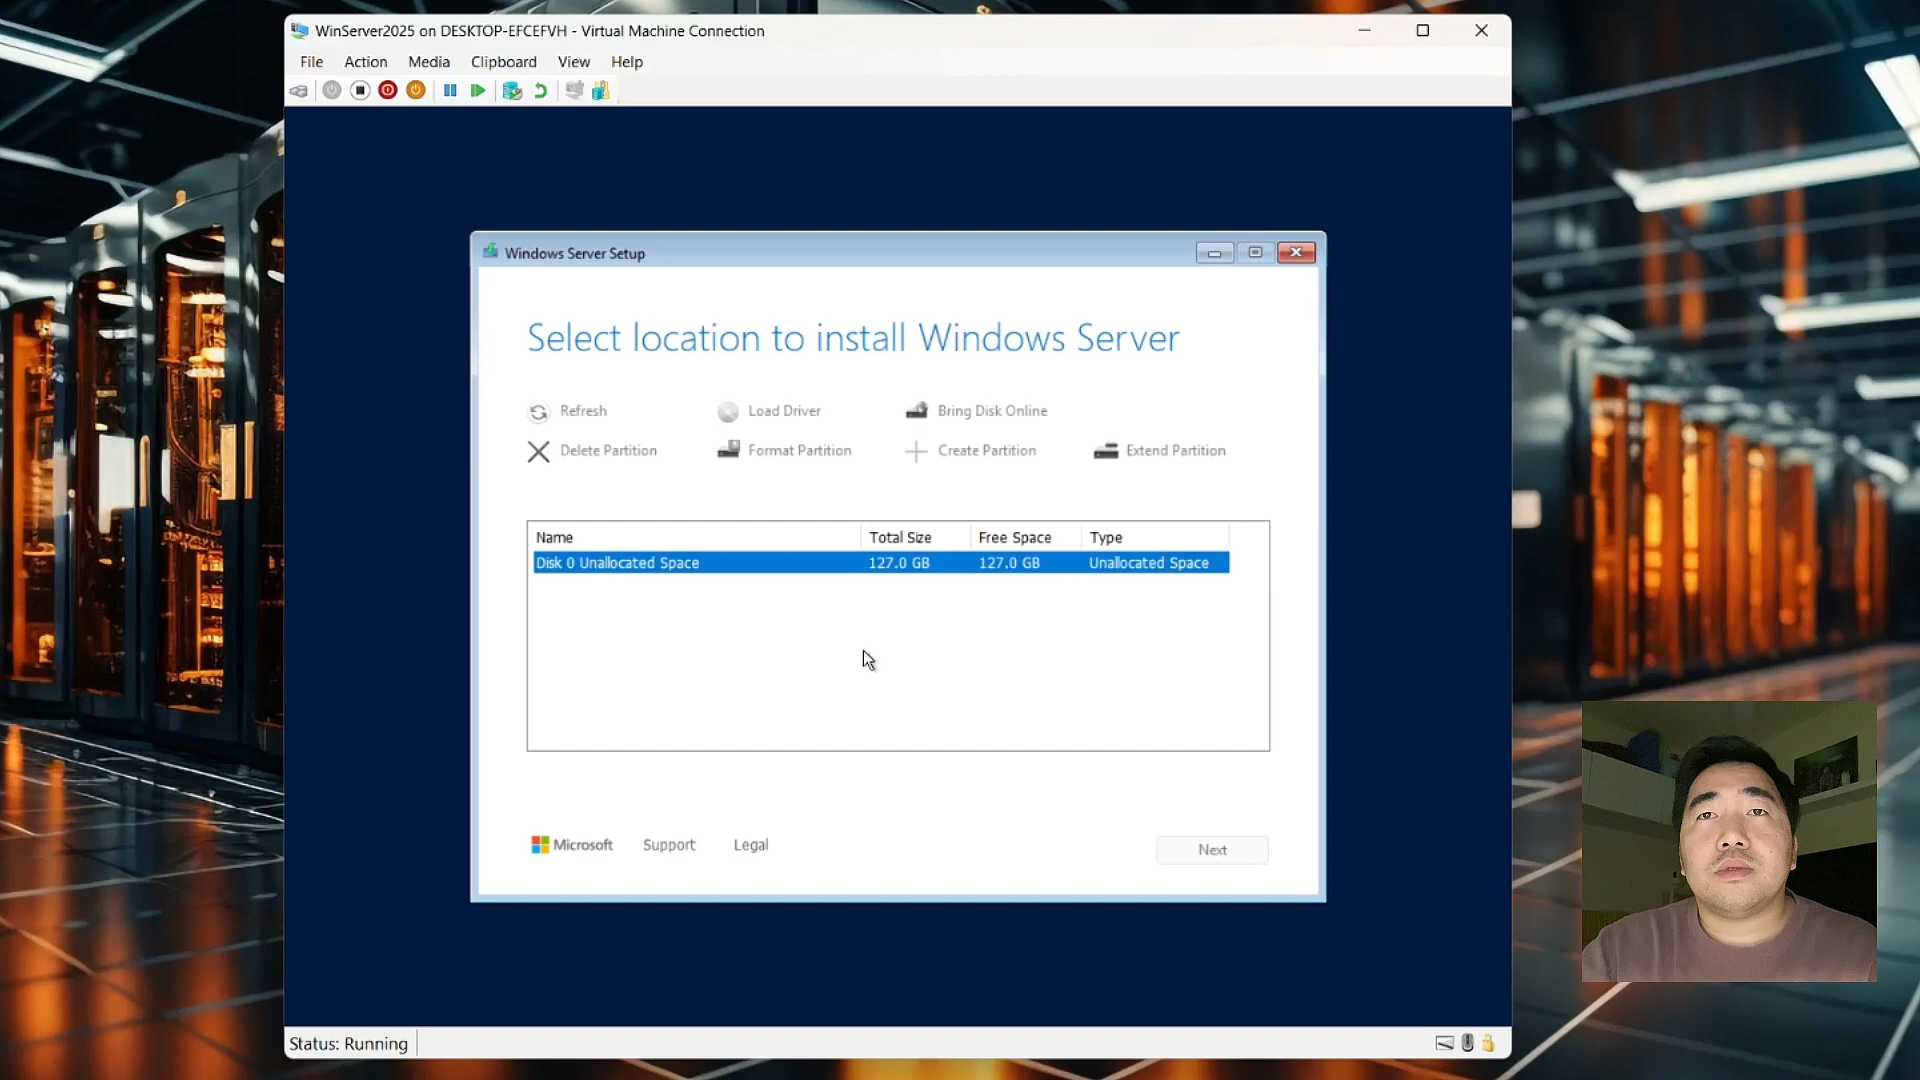 WinServer2025 on DESKTOP-EFCEFVH - Virtual Machine Connection
File Action Media Clipboard View Help
Windows Server Setup
Select location to install Windows Server
Refresh Load Driver Bring Disk Online
Delete Partition Format Partition Create Partition Extend Partition
Name Total Size Free Space Type
Disk 0 Unallocated Space 127.0 GB 127.0 GB Unallocated Space
Microsoft Support Legal Next
Status: Running